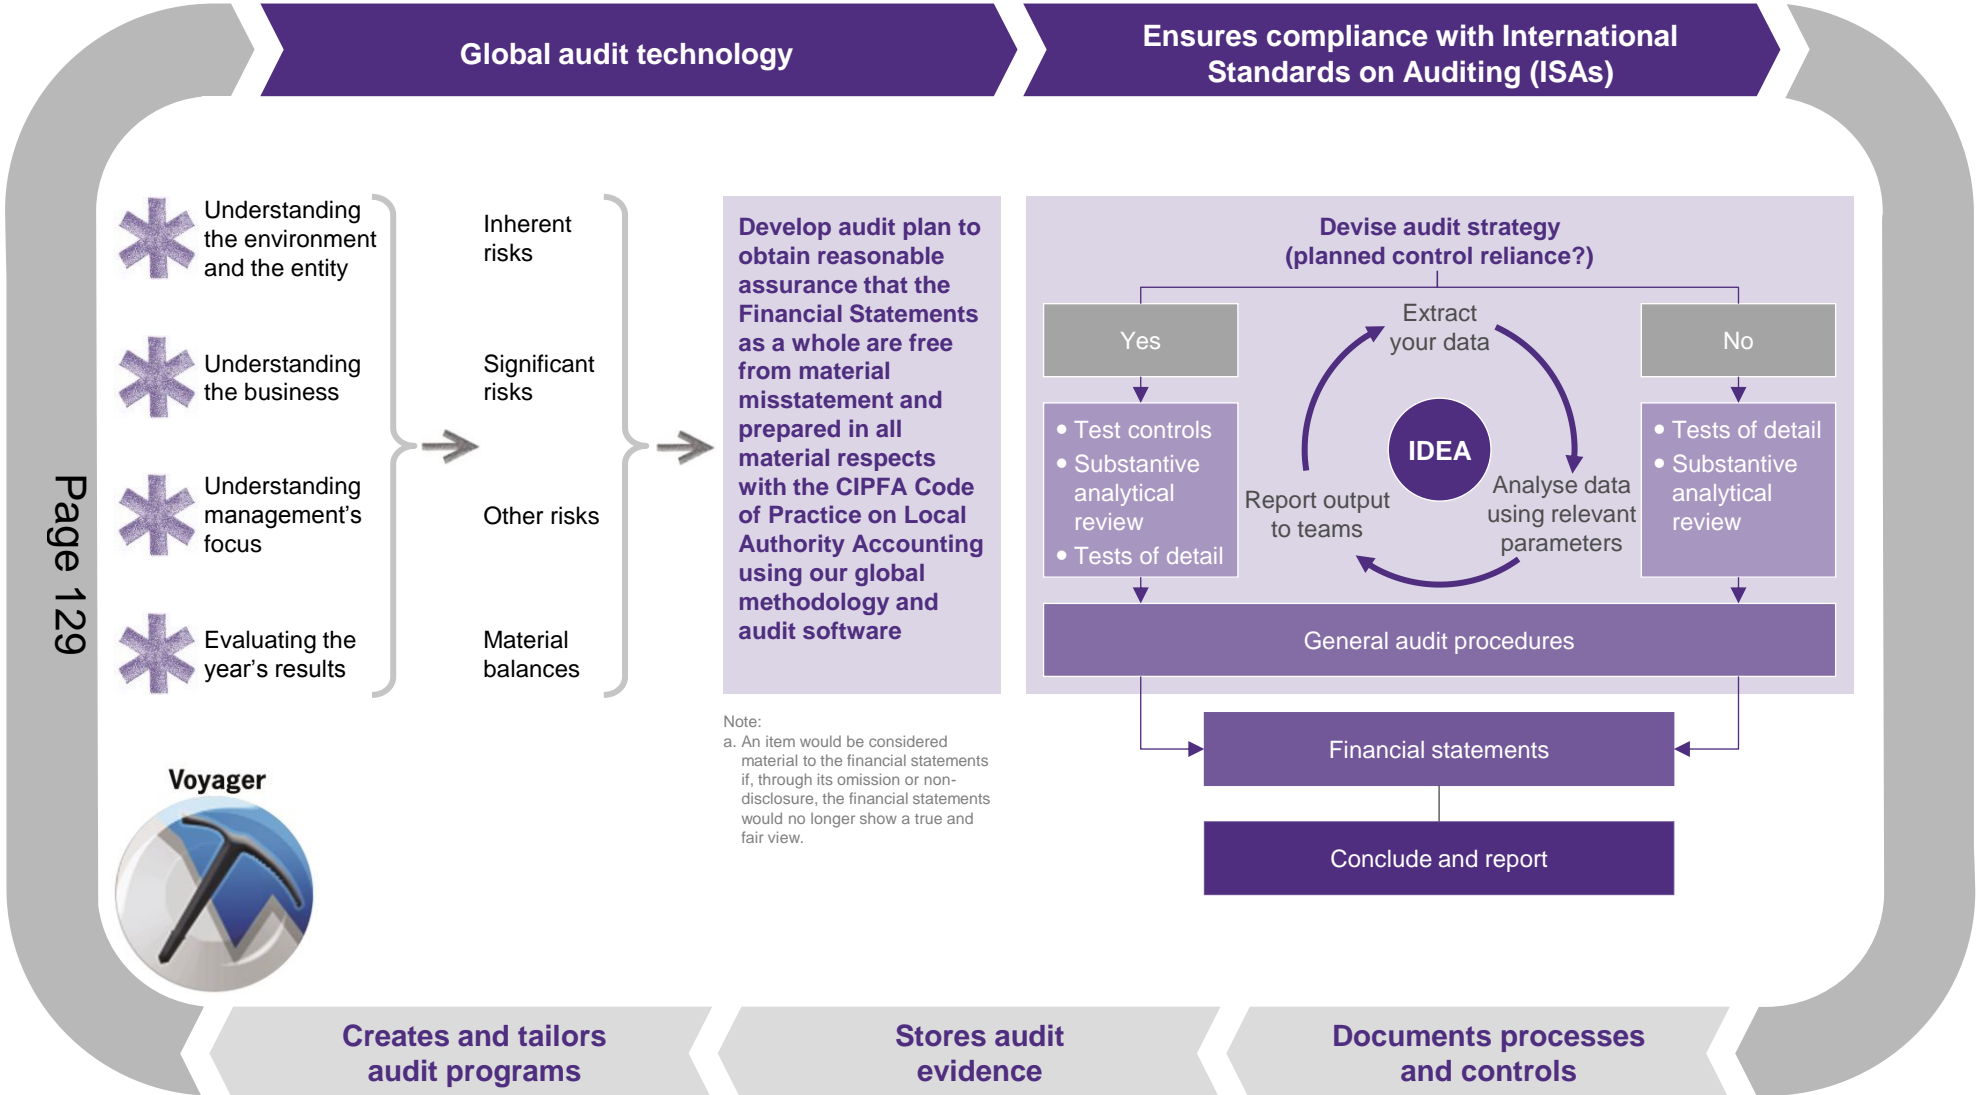 Global audit technology
Ensures compliance with International
Standards on Auditing (ISAs)
Page 129
Understanding
the environment
and the entity
Understanding
the business
Understanding
management's
focus
Evaluating the
year's results
Inherent
risks
Significant
risks
Other risks
Material
balances
Develop audit plan to
obtain reasonable
assurance that the
Financial Statements
as a whole are free
from material
misstatement and
prepared in all
material respects
with the CIPFA Code
of Practice on Local
Authority Accounting
using our global
methodology and
audit software
Note:
a. An item would be considered
material to the financial statements
if, through its omission or non-
disclosure, the financial statements
would no longer show a true and
fair view.
Devise audit strategy
(planned control reliance?)
Yes
• Test controls
• Substantive
analytical
review
• Tests of detail
Extract
your data
IDEA
Analyse data
using relevant
parameters
Report output
to teams
No
• Tests of detail
• Substantive
analytical
review
General audit procedures
Financial statements
Conclude and report
Voyager
Creates and tailors
audit programs
Stores audit
evidence
Documents processes
and controls